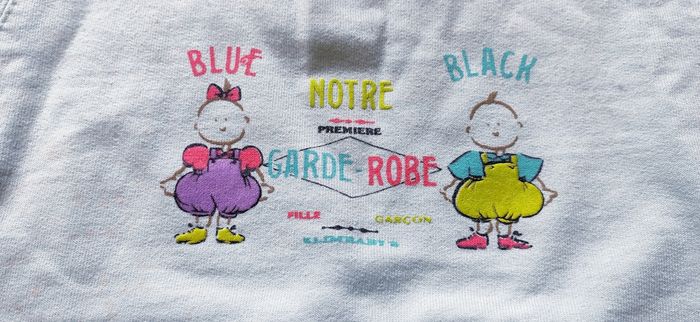 BLUE
BLACK
NOTRE
PREMIERE
GARDE-ROBE
FILLE
GARÇON